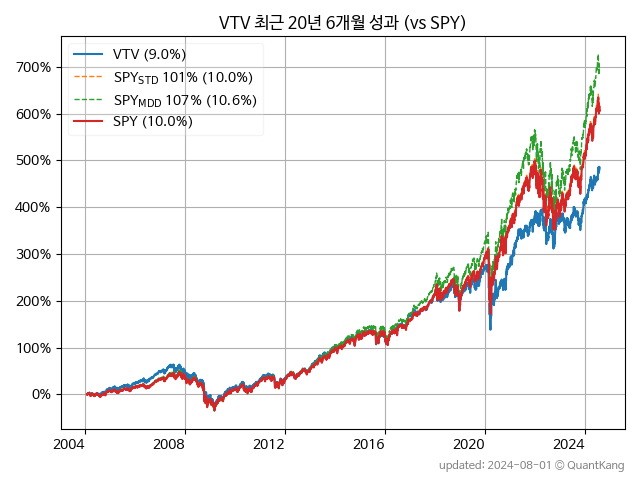 VTV 최근 20년 6개월 성과 (vs SPY)
VTV (9.0%)
SPY_STD 101% (10.0%)
SPY_MDD 107% (10.6%)
SPY (10.0%)
700%
600%
500%
400%
300%
200%
100%
0%
2004 2008 2012 2016 2020 2024
updated: 2024-08-01 © QuantKang